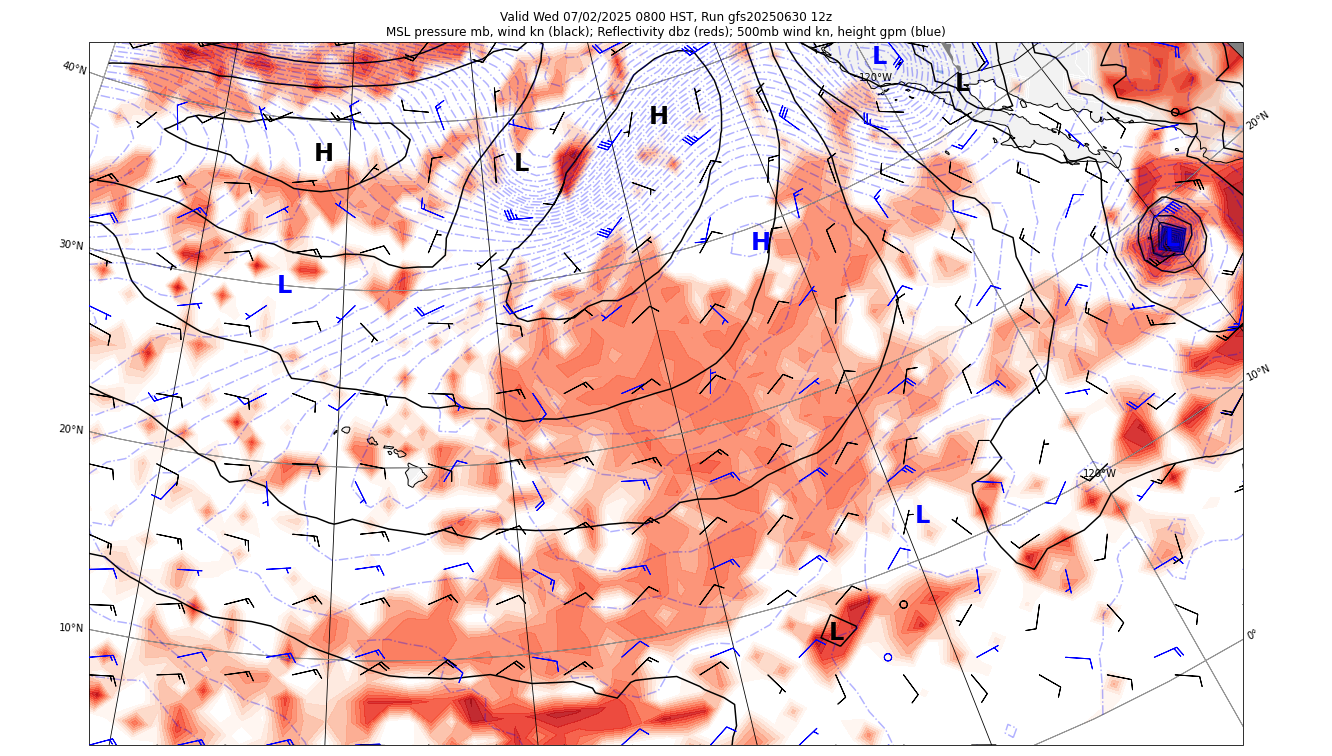 Valid Wed 07/02/2025 0800 HST, Run gfs20250630 12z
MSL pressure mb, wind kn (black); Reflectivity dbz (reds); 500mb wind kn, height gpm (blue)
40°N
L
120°W
L
H
20°N
L
H
30°N
H
L
10°N
20°N
120°W
L
10°N
L
0°